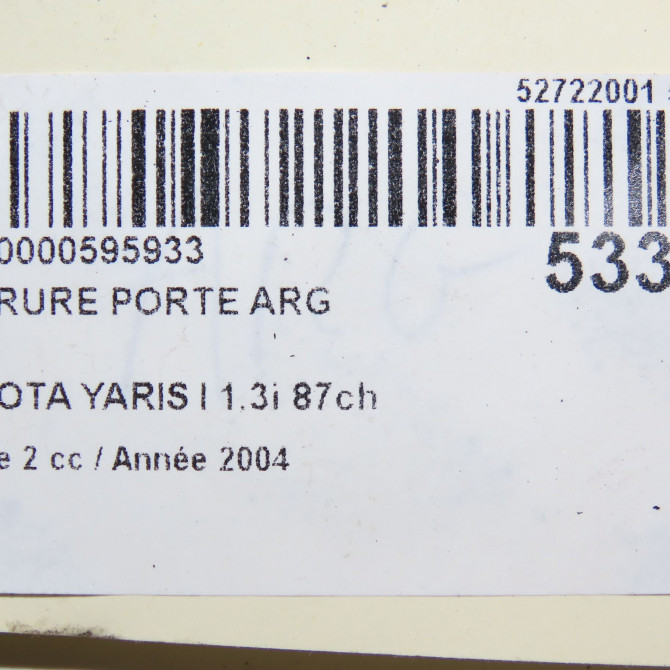 52722001
0000595933
533
RURE PORTE ARG
OTA YARIS I 1.3i 87ch
e 2 cc / Année 2004